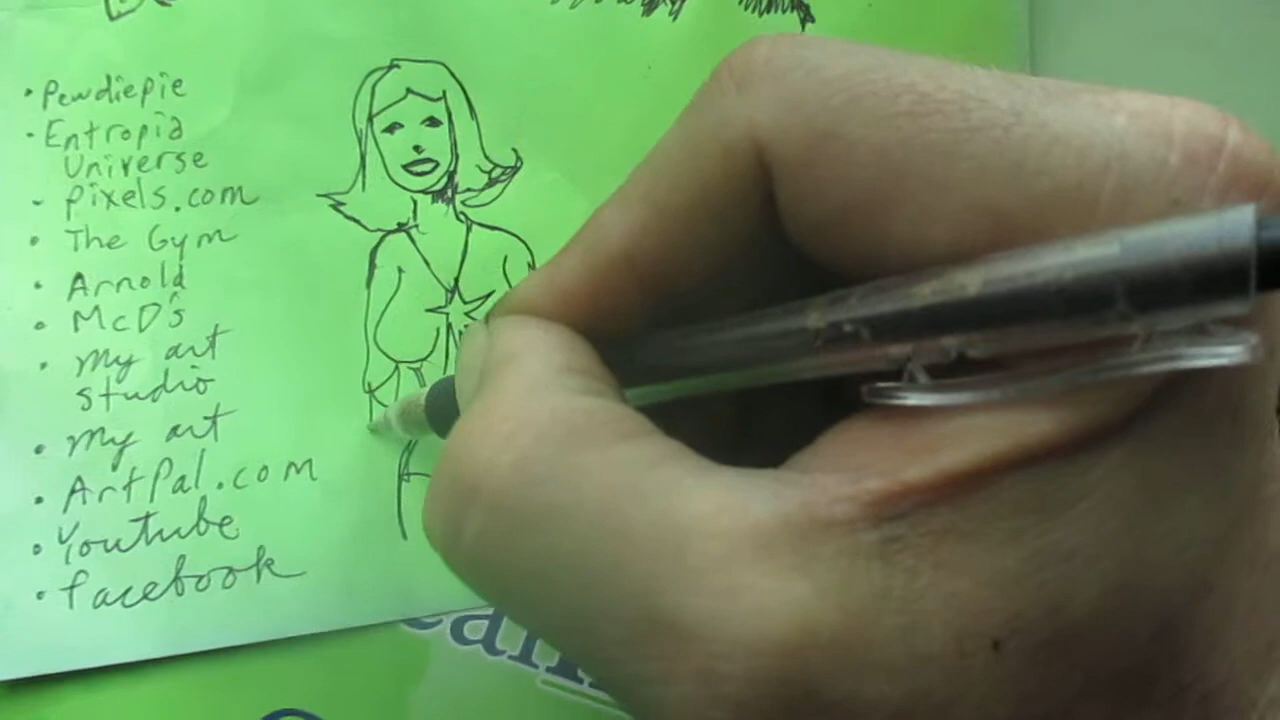 • Pewdiepie
• Entropia
Universe
- pixels.com
• The Gym
• Arnold
• McD's
• my art
studio
• my art
• ArtPal.com
• Youtube
• facebook